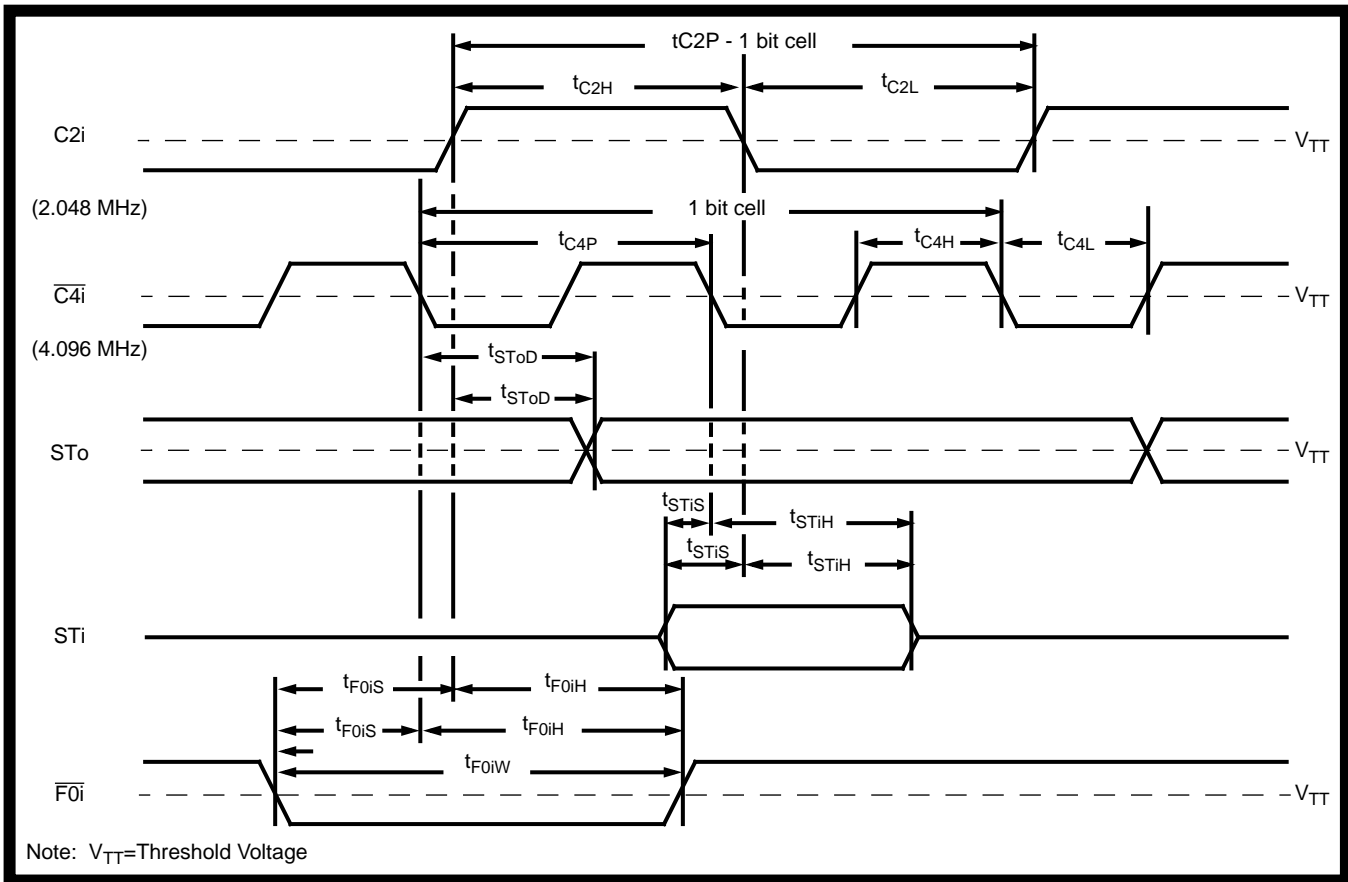 tC2P - 1 bit cell
tC2H
tC2L
C2i
VTT
(2.048 MHz)
1 bit cell
tC4P
tC4H
tC4L
C4i
VTT
(4.096 MHz)
tSToD
tSToD
STo
VTT
tSTiS
tSTiH
tSTiS
tSTiH
STi
tF0iS
tF0iH
tF0iS
tF0iH
tF0iW
F0i
VTT
Note: VTT=Threshold Voltage